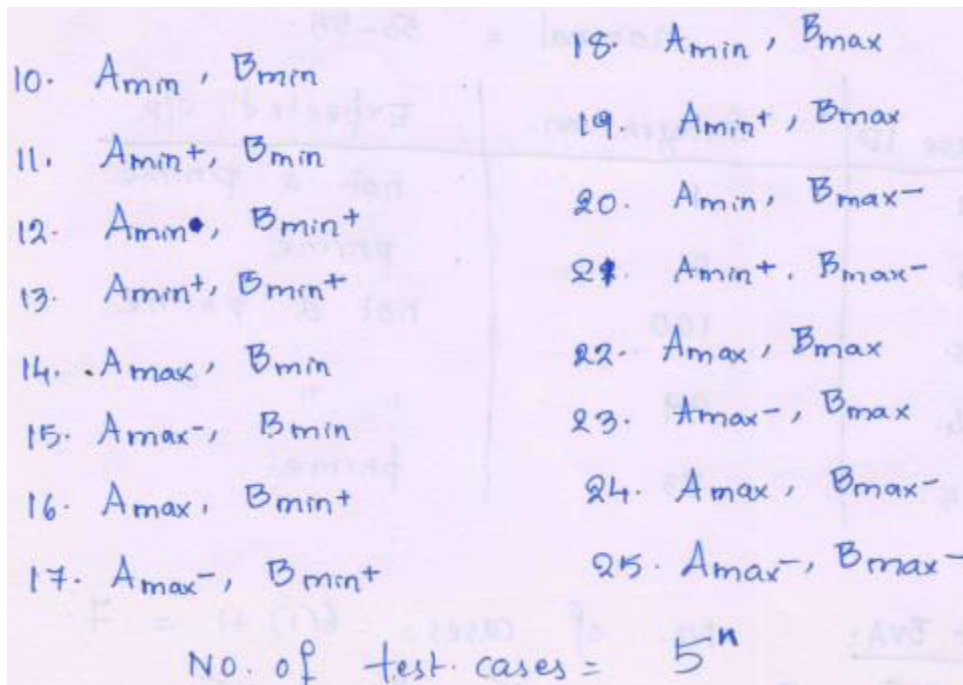 10. Amin, Bmin
11. Amin+, Bmin
12. Amin, Bmin+
13. Amin+, Bmin+
14. Amax, Bmin
15. Amax-, Bmin
16. Amax, Bmin+
17. Amax-, Bmin+
18. Amin, Bmax
19. Amin+, Bmax
20. Amin, Bmax-
21. Amin+. Bmax-
22. Amax, Bmax
23. Amax-, Bmax
24. Amax, Bmax-
25. Amax-, Bmax-
No. of test. cases = 5ⁿ